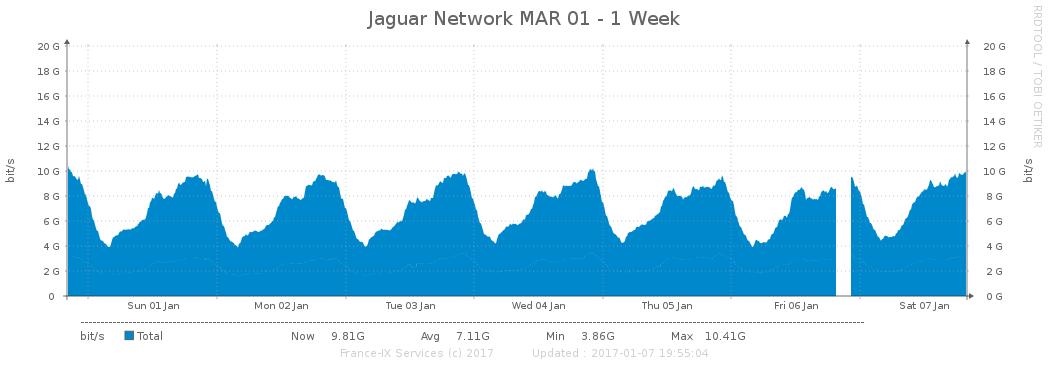 Jaguar Network MAR 01 - 1 Week
RRDTOOL / TOBI OETIKER
bit/s
20 G 20 G
18 G 18 G
16 G 16 G
14 G 14 G
12 G 12 G
10 G 10 G
8 G 8 G
6 G 6 G
4 G 4 G
2 G 2 G
0 0 G
bit/s
Sun 01 Jan Mon 02 Jan Tue 03 Jan Wed 04 Jan Thu 05 Jan Fri 06 Jan Sat 07 Jan
bit/s Total Now 9.81G Avg 7.11G Min 3.86G Max 10.41G
France-IX Services (c) 2017 Updated : 2017-01-07 19:55:04